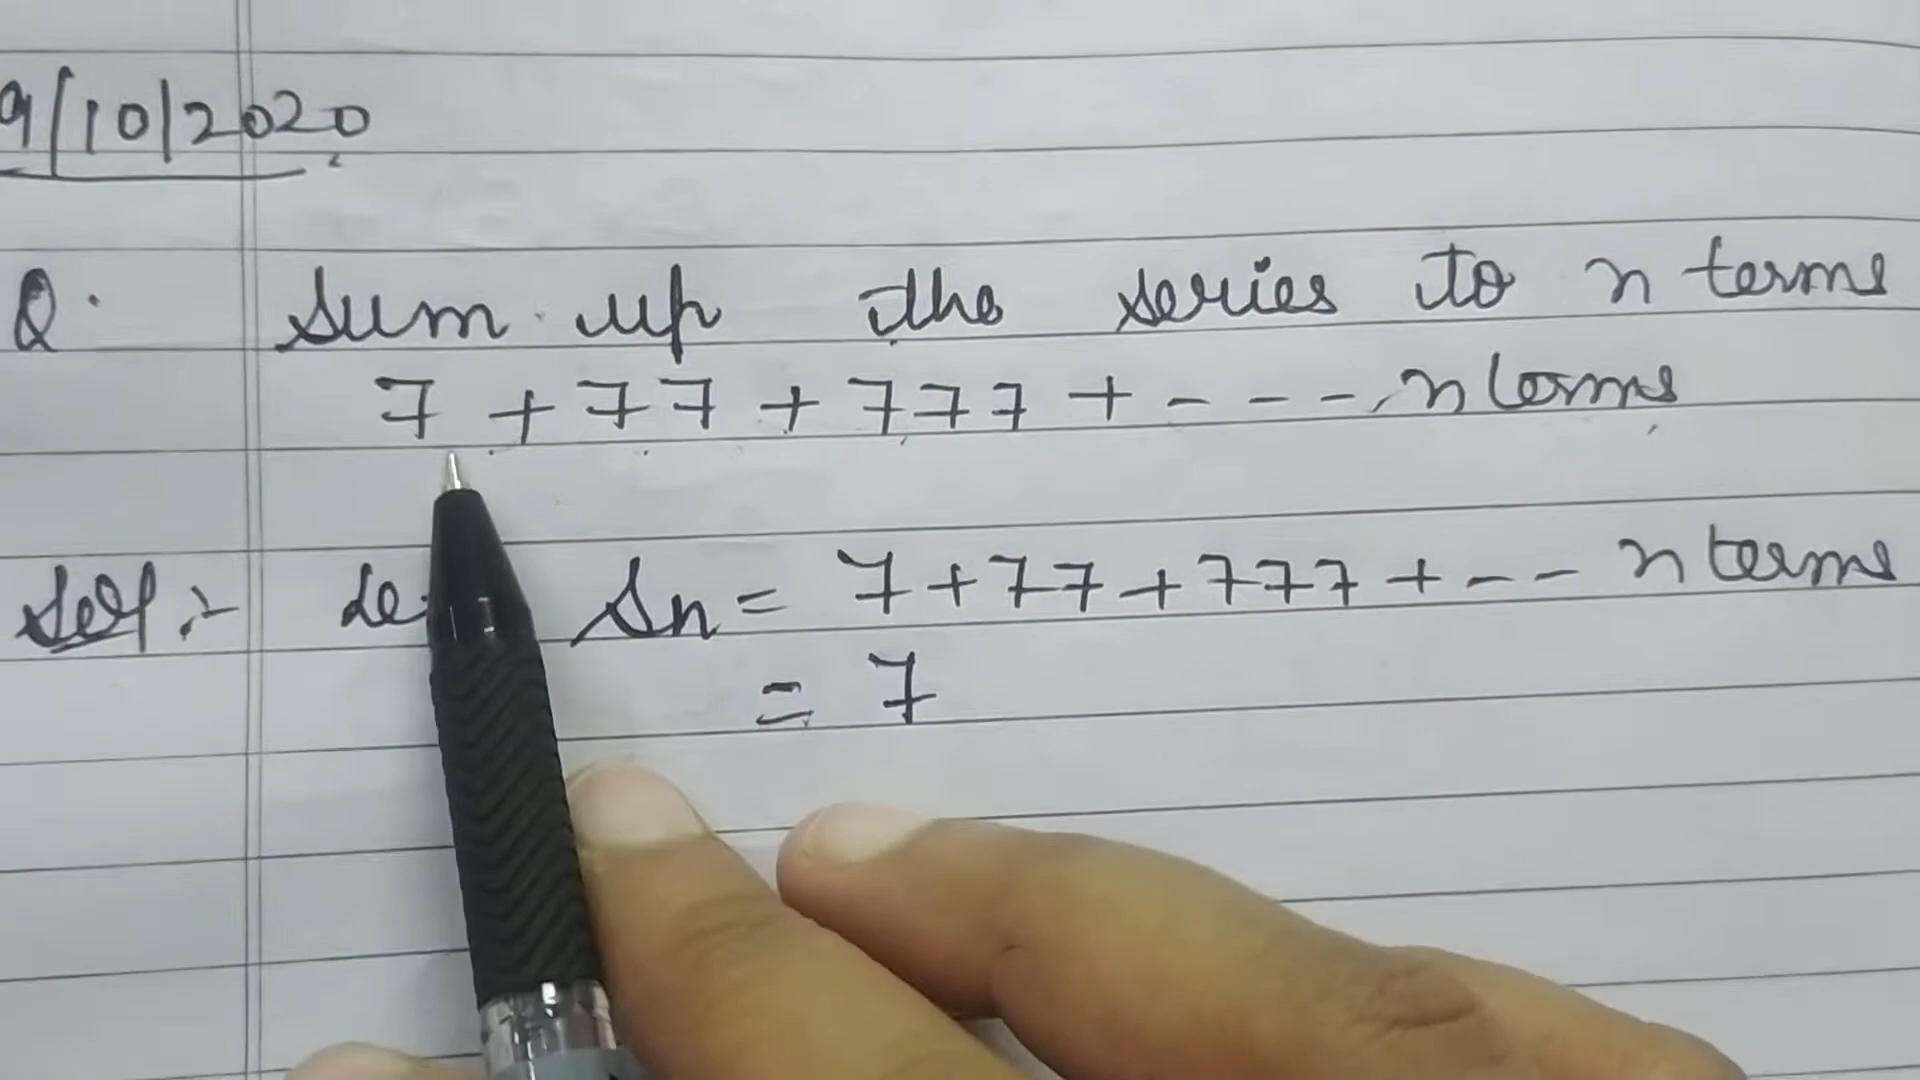 9/10/2020
Q. Sum up the series to n terms
7 + 77 + 777 + - - - n terms
Sol :- Sn = 7 + 77 + 777 + - - n terms
= 7